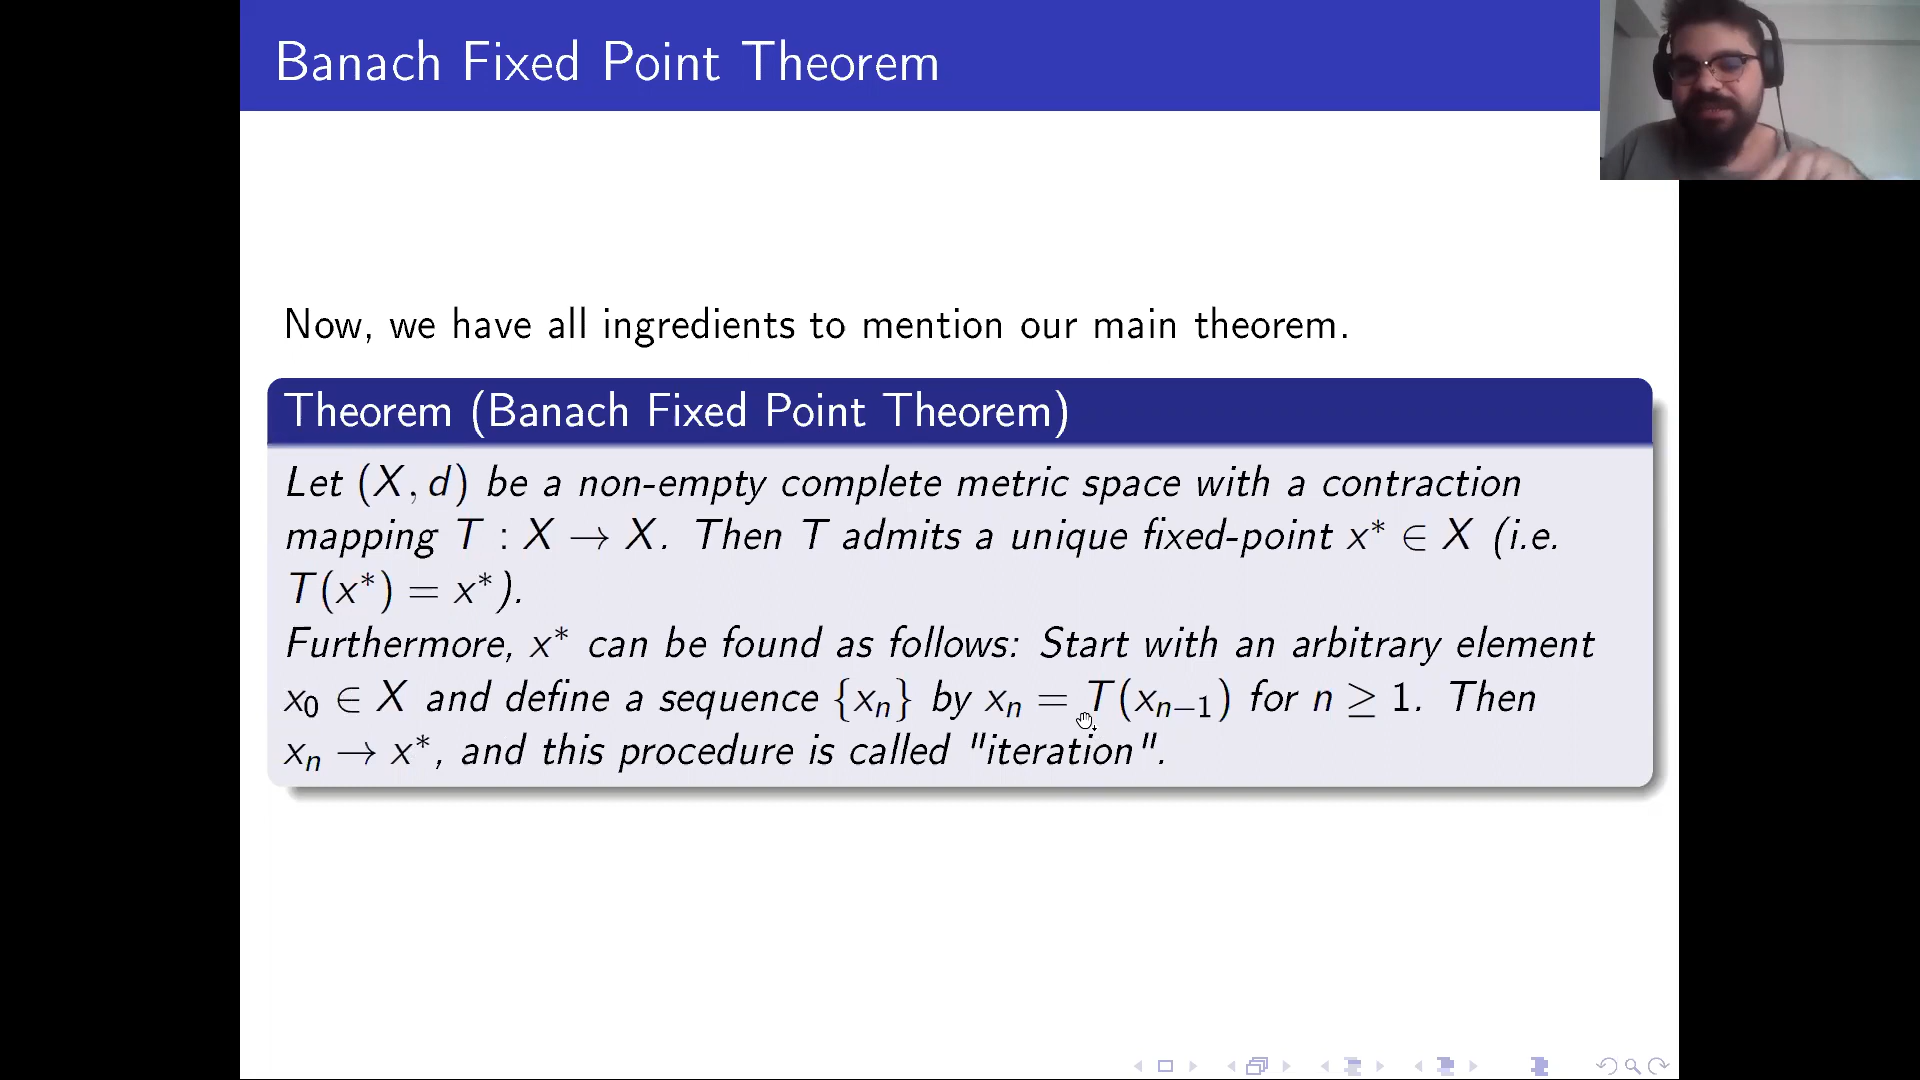 Banach Fixed Point Theorem
Now, we have all ingredients to mention our main theorem.
Theorem (Banach Fixed Point Theorem)
Let (X, d) be a non-empty complete metric space with a contraction
mapping T : X → X. Then T admits a unique fixed-point x* ∈ X (i.e.
T(x*) = x*).
Furthermore, x* can be found as follows: Start with an arbitrary element
x₀ ∈ X and define a sequence {xₙ} by xₙ = T(xₙ₋₁) for n ≥ 1. Then
xₙ → x*, and this procedure is called "iteration".